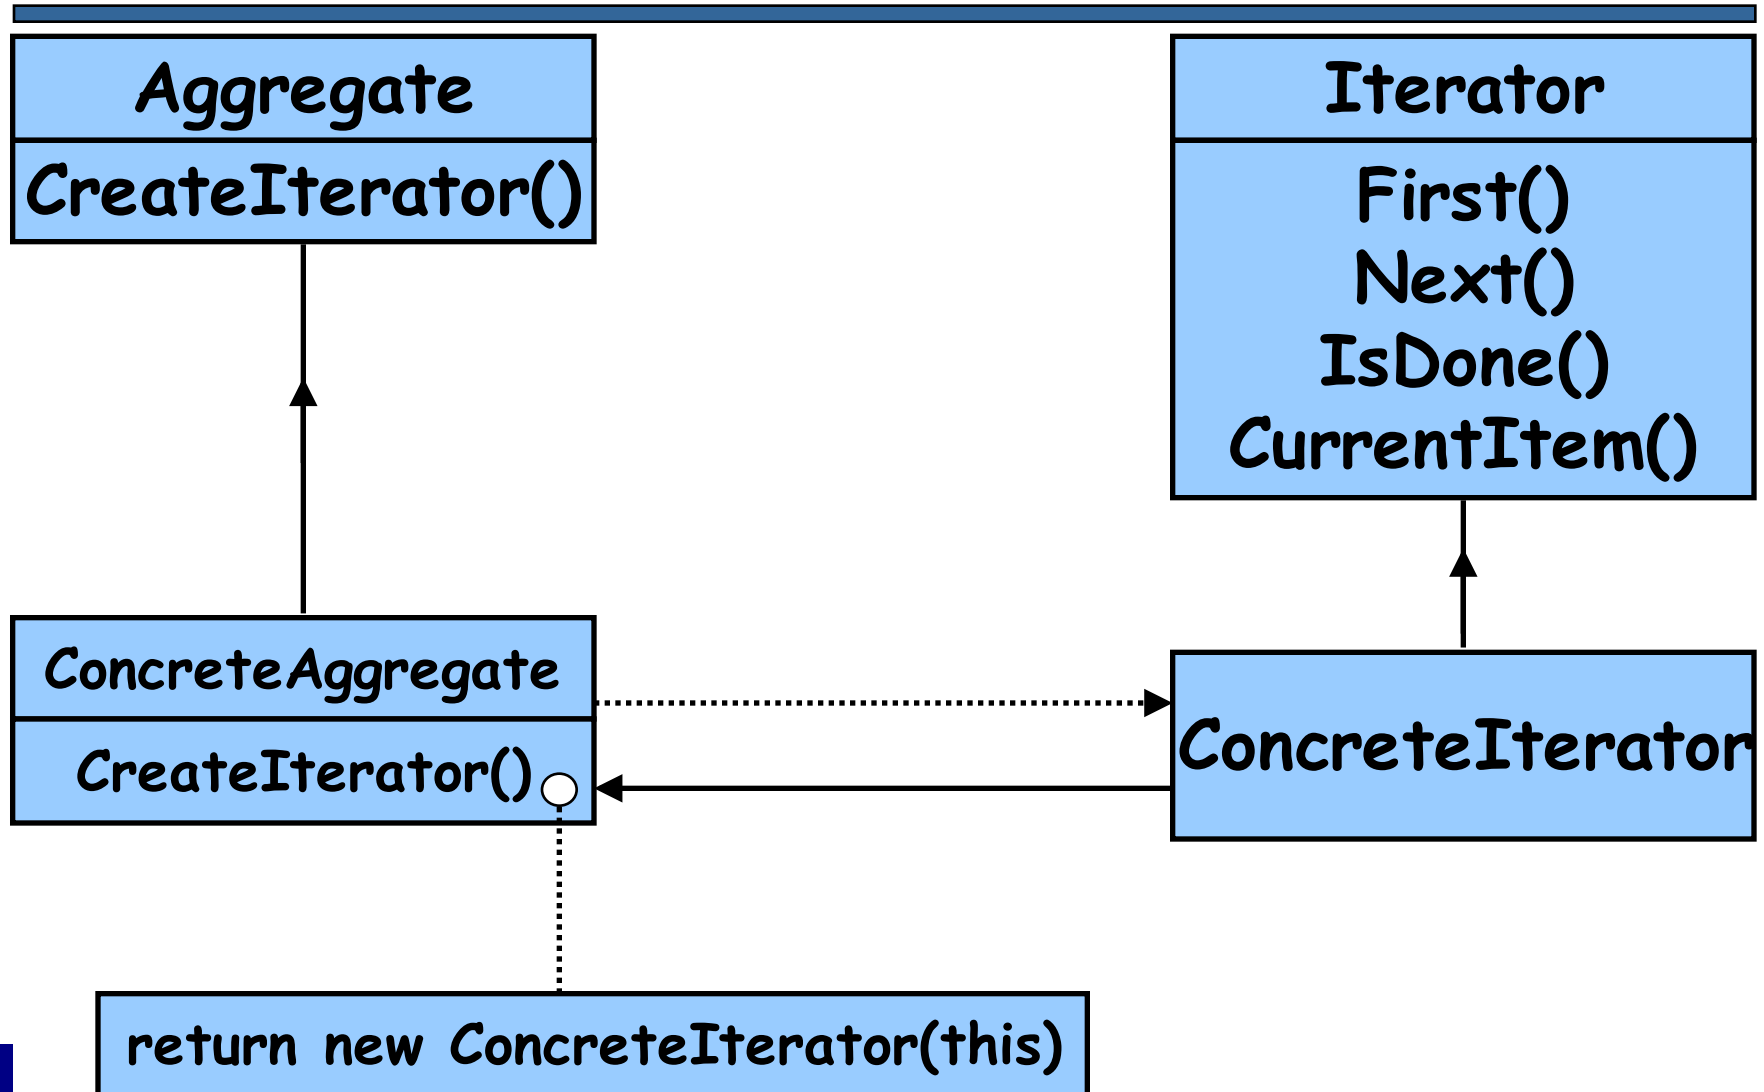 Aggregate
CreateIterator()
Iterator
First()
Next()
IsDone()
CurrentItem()
ConcreteAggregate
CreateIterator()
ConcreteIterator
return new ConcreteIterator(this)